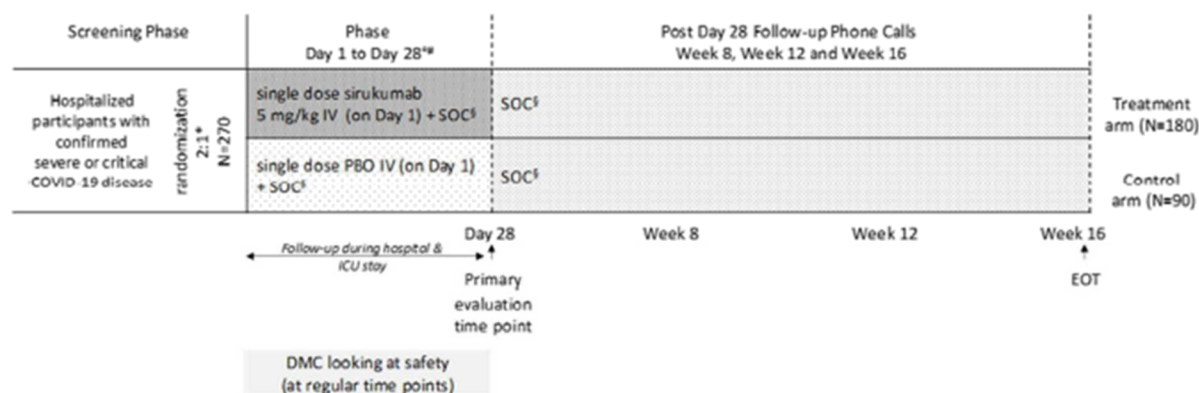 Screening Phase
Phase
Day 1 to Day 28*#
Post Day 28 Follow-up Phone Calls
Week 8, Week 12 and Week 16
Hospitalized
participants with
confirmed
severe or critical
COVID-19 disease
randomization
2:1*
N=270
single dose sirukumab
5 mg/kg IV (on Day 1) + SOC§
SOC§
Treatment
arm (N=180)
single dose PBO IV (on Day 1)
+ SOC§
SOC§
Control
arm (N=90)
Day 28
Week 8
Week 12
Week 16
Follow-up during hospital &
ICU stay
Primary
evaluation
time point
EOT
DMC looking at safety
(at regular time points)